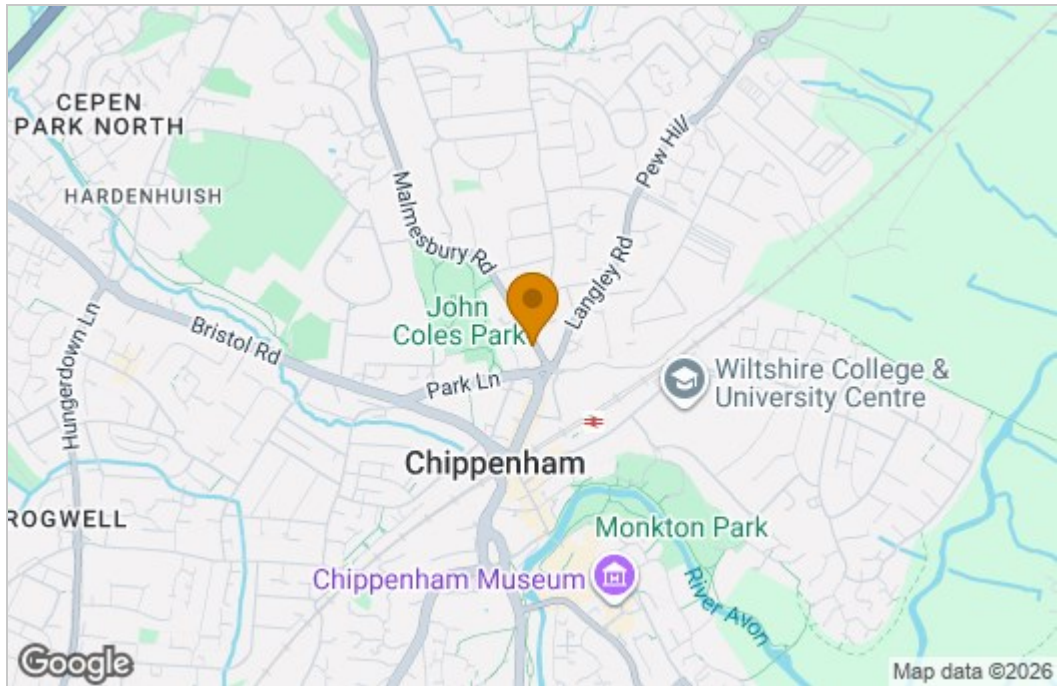 CEPEN
PARK NORTH
HARDENHUISH
Malmesbury Rd
Pew Hill
Langley Rd
John
Coles Park
Hungerdown Ln
Bristol Rd
Park Ln
Wiltshire College &
University Centre
Chippenham
ROGWELL
Monkton Park
Chippenham Museum
River Avon
Google
Map data ©2026